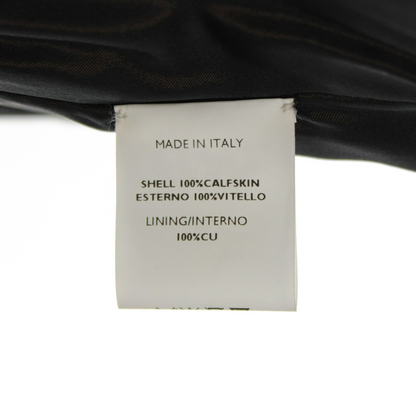 MADE IN ITALY
SHELL 100%CALFSKIN
ESTERNO 100%VITELLO
LINING/INTERNO
100%CU